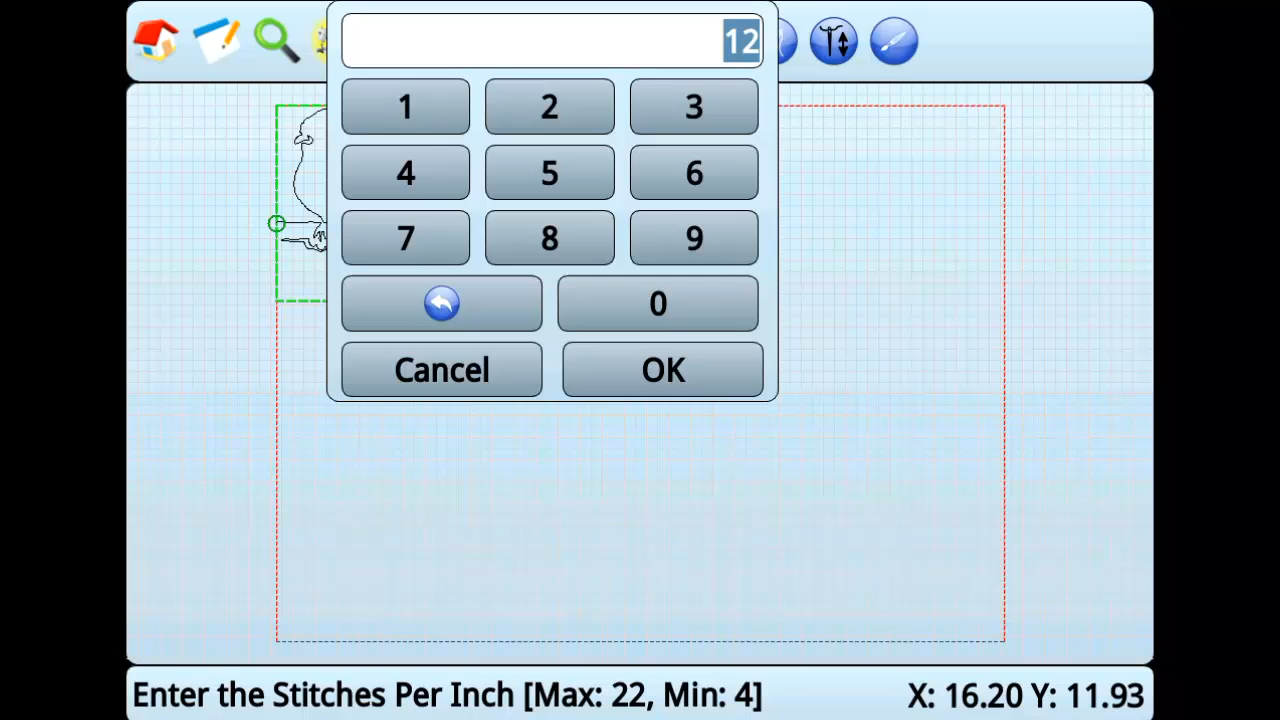 12
1 2 3
4 5 6
7 8 9
0
Cancel OK
Enter the Stitches Per Inch [Max: 22, Min: 4] X: 16.20 Y: 11.93